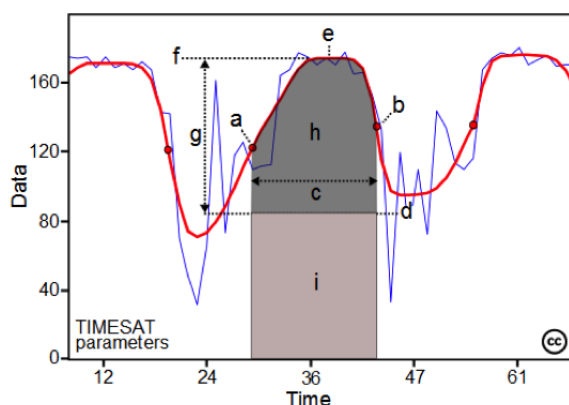 f
e
160
g
a
h
b
120
Data
c
80
d
40
i
TIMESAT
parameters
cc
0
12
24
36
47
61
Time